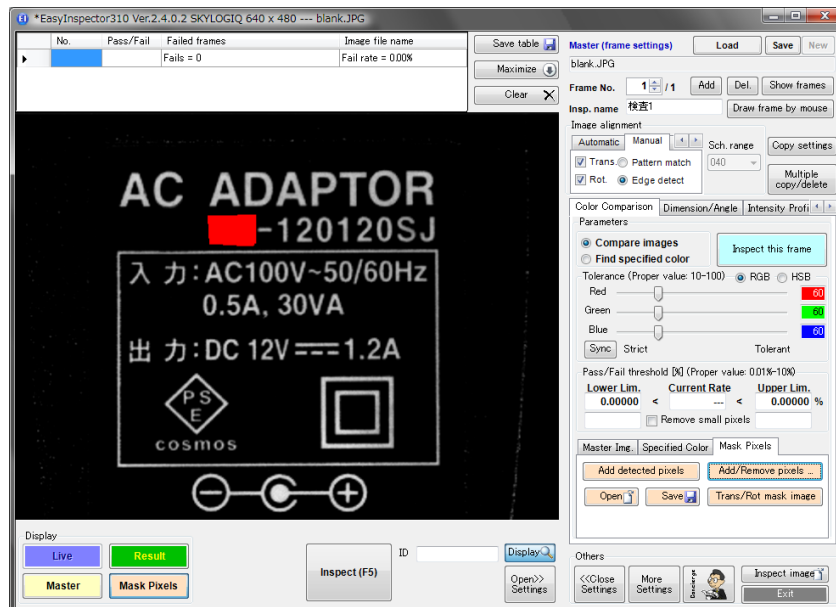 *EasyInspector310 Ver.2.4.0.2 SKYLOGIQ 640 x 480 --- blank.JPG
No. Pass/Fail Failed frames Image file name
Fails = 0 Fail rate = 0.00%
Save table
Maximize
Clear
AC ADAPTOR
-120120SJ
入 力:AC100V~50/60Hz
0.5A, 30VA
出 力:DC 12V 1.2A
PS
E
cosmos
Display
Live
Result
Master
Mask Pixels
Inspect (F5)
ID
Display
Open>>
Settings
Master (frame settings)
Load
Save
New
blank.JPG
Frame No. 1 / 1
Add
Del.
Show frames
Insp. name 検査1
Draw frame by mouse
Image alignment
Automatic Manual
Sch. range
Copy settings
Trans. Pattern match
040
Rot. Edge detect
Multiple
copy/delete
Color Comparison Dimension/Angle Intensity Profi
Parameters
Compare images
Find specified color
Inspect this frame
Tolerance (Proper value: 10-100) RGB HSB
Red 60
Green 60
Blue 60
Sync Strict Tolerant
Pass/Fail threshold [%] (Proper value: 0.01%-10%)
Lower Lim. Current Rate Upper Lim.
0.00000 < --- < 0.00000 %
Remove small pixels
Master Img. Specified Color Mask Pixels
Add detected pixels
Add/Remove pixels ...
Open
Save
Trans/Rot mask image
Others
<<Close
Settings
More
Settings
Concierge
Inspect image
Exit